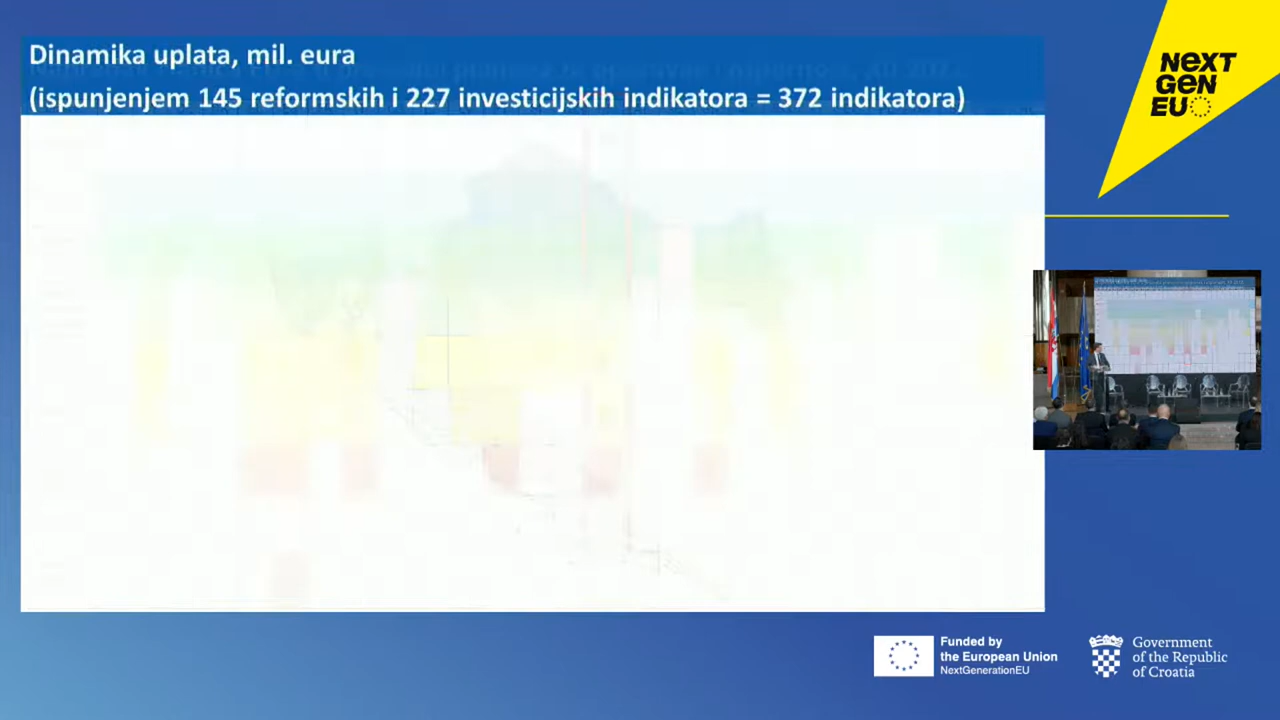 Dinamika uplata, mil. eura
(ispunjenjem 145 reformskih i 227 investicijskih indikatora = 372 indikatora)
NEXT
GEN
EU
Funded by
the European Union
NextGenerationEU
Government
of the Republic
of Croatia